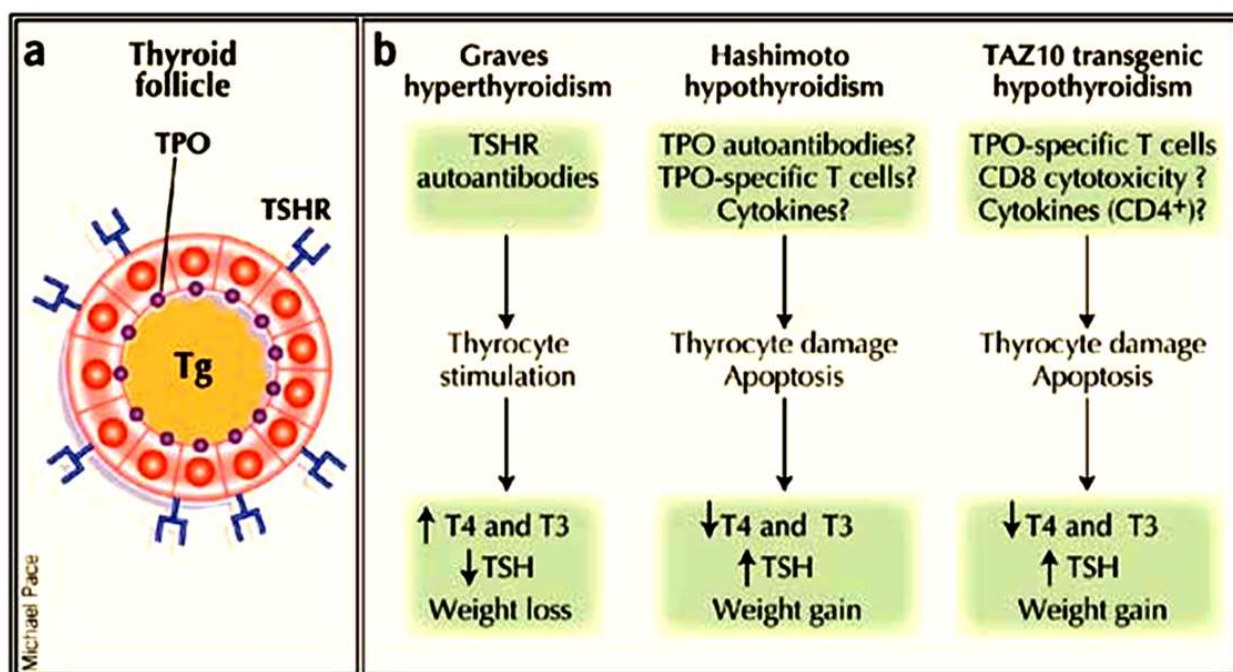 a
Thyroid
follicle
TPO
TSHR
Tg
Michael Pace
b
Graves
hyperthyroidism
TSHR
autoantibodies
Thyrocyte
stimulation
↑ T4 and T3
↓ TSH
Weight loss
Hashimoto
hypothyroidism
TPO autoantibodies?
TPO-specific T cells?
Cytokines?
Thyrocyte damage
Apoptosis
↓ T4 and T3
↑ TSH
Weight gain
TAZ10 transgenic
hypothyroidism
TPO-specific T cells
CD8 cytotoxicity ?
Cytokines (CD4⁺)?
Thyrocyte damage
Apoptosis
↓ T4 and T3
↑ TSH
Weight gain